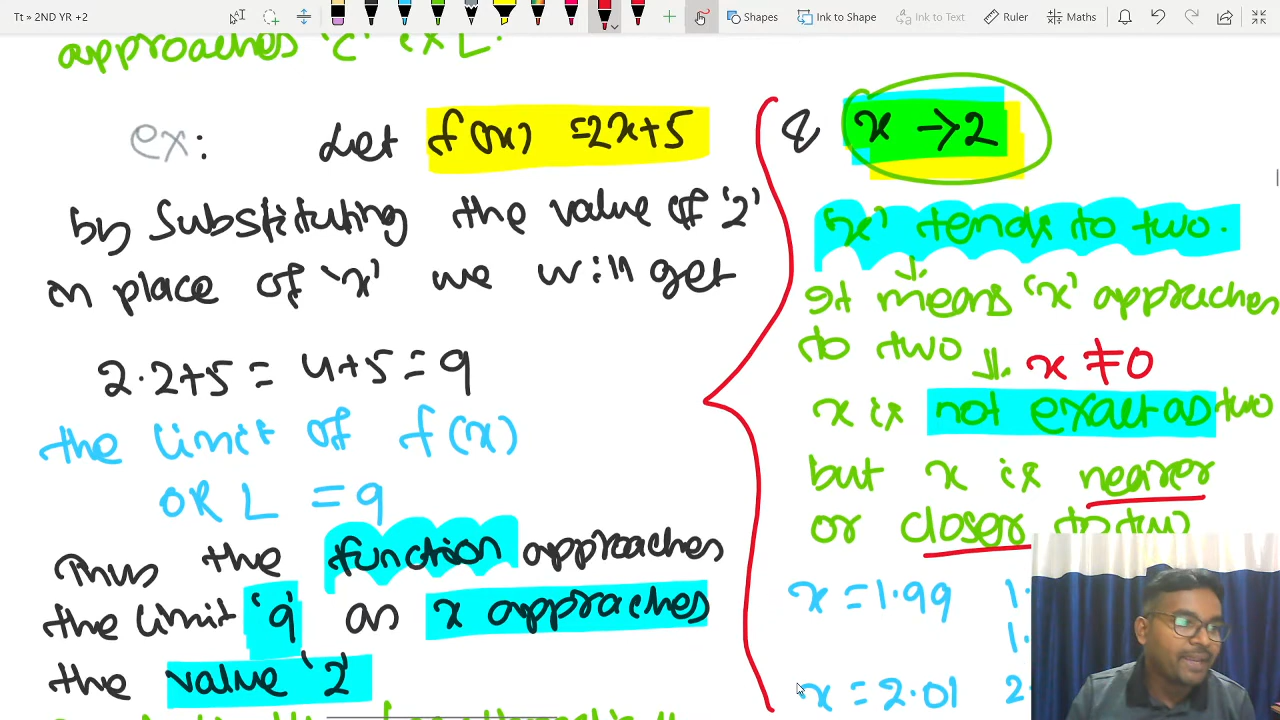 Tt » 2ND YR +2
Shapes
Ink to Shape
Ink to Text
Ruler
Maths
approaches 'c' is L.
ex: Let f(x) =2x+5
by substituting the value of '2'
in place of 'x' we will get
2.2+5 = 4+5=9
the limit of f(x)
OR L =9
Thus the function approaches
the limit '9' as x approaches
the value '2'
& x →2
'x' tends to two.
It means 'x' approaches
to two x ≠0
x is not exact as two
but x is nearer
or closer to two
x =1.99 1.
1.
x =2.01 2.